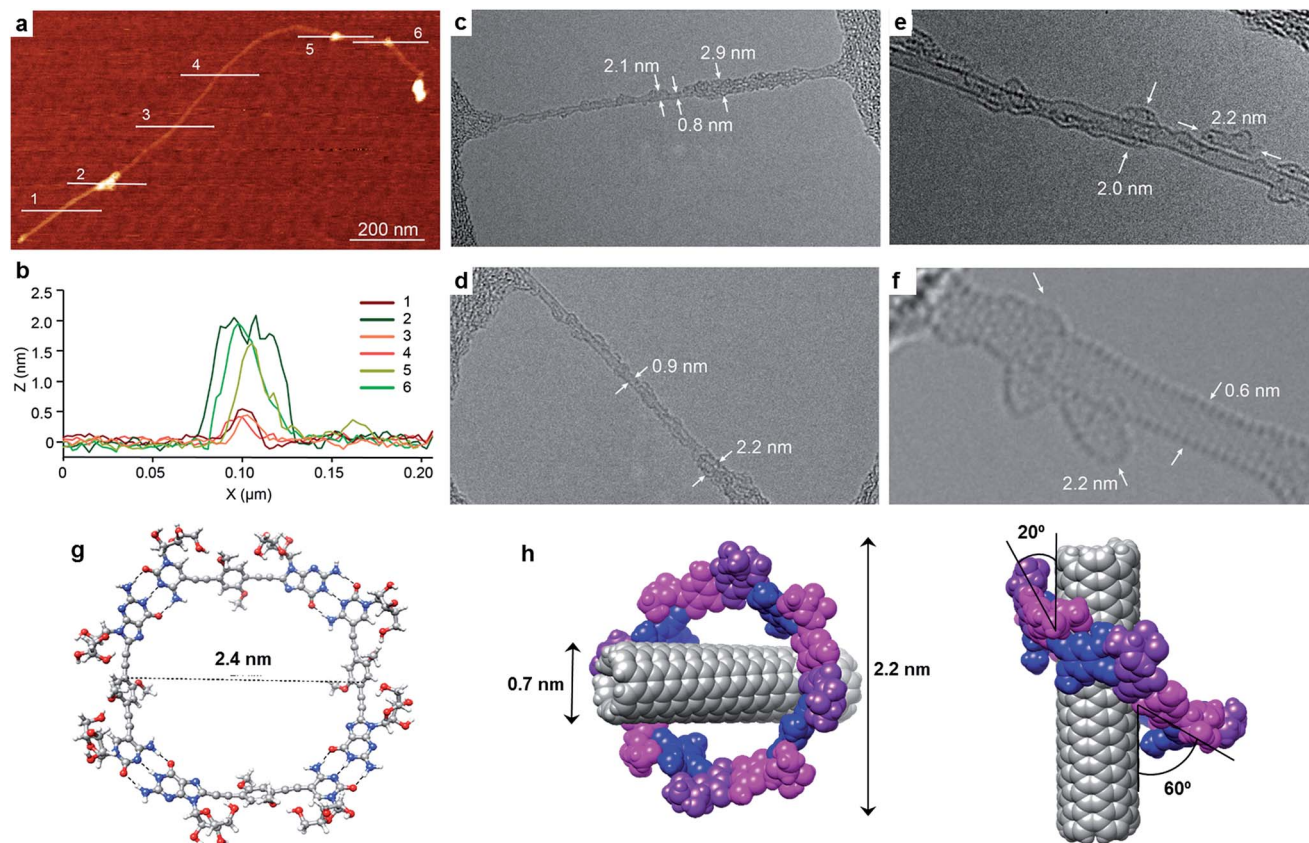 a
1
2
3
4
5
6
200 nm
b
2.5
2.0
1.5
1.0
0.5
0
Z (nm)
0
0.05
0.10
0.15
0.20
X (µm)
1
2
3
4
5
6
c
2.1 nm
2.9 nm
0.8 nm
d
0.9 nm
2.2 nm
e
2.2 nm
2.0 nm
f
0.6 nm
2.2 nm
g
2.4 nm
h
0.7 nm
2.2 nm
20º
60º